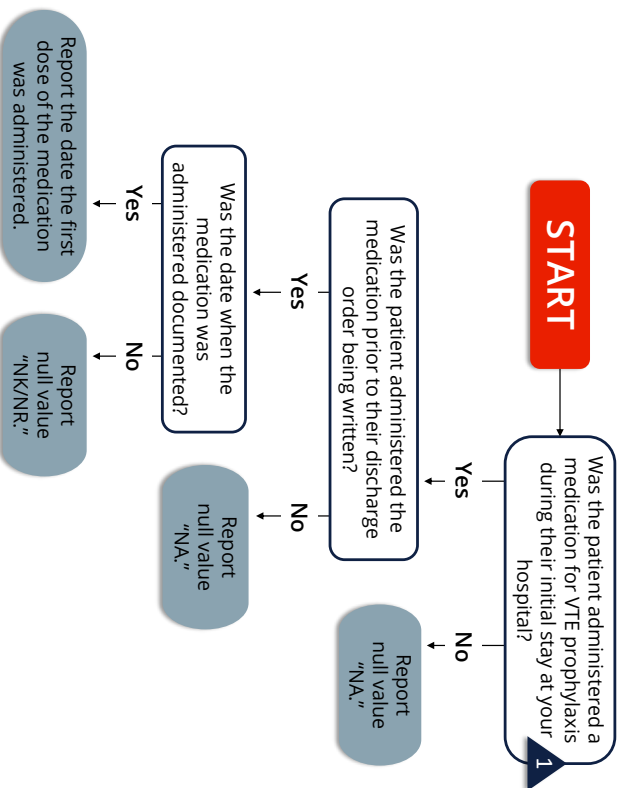 START
Was the patient administered a
medication for VTE prophylaxis
during their initial stay at your
hospital?
1
Yes
No
Was the patient administered the
medication prior to their discharge
order being written?
Report
null value
“NA.”
Yes
No
Was the date when the
medication was
administered documented?
Report
null value
“NA.”
Yes
No
Report the date the first
dose of the medication
was administered.
Report
null value
“NK/NR.”